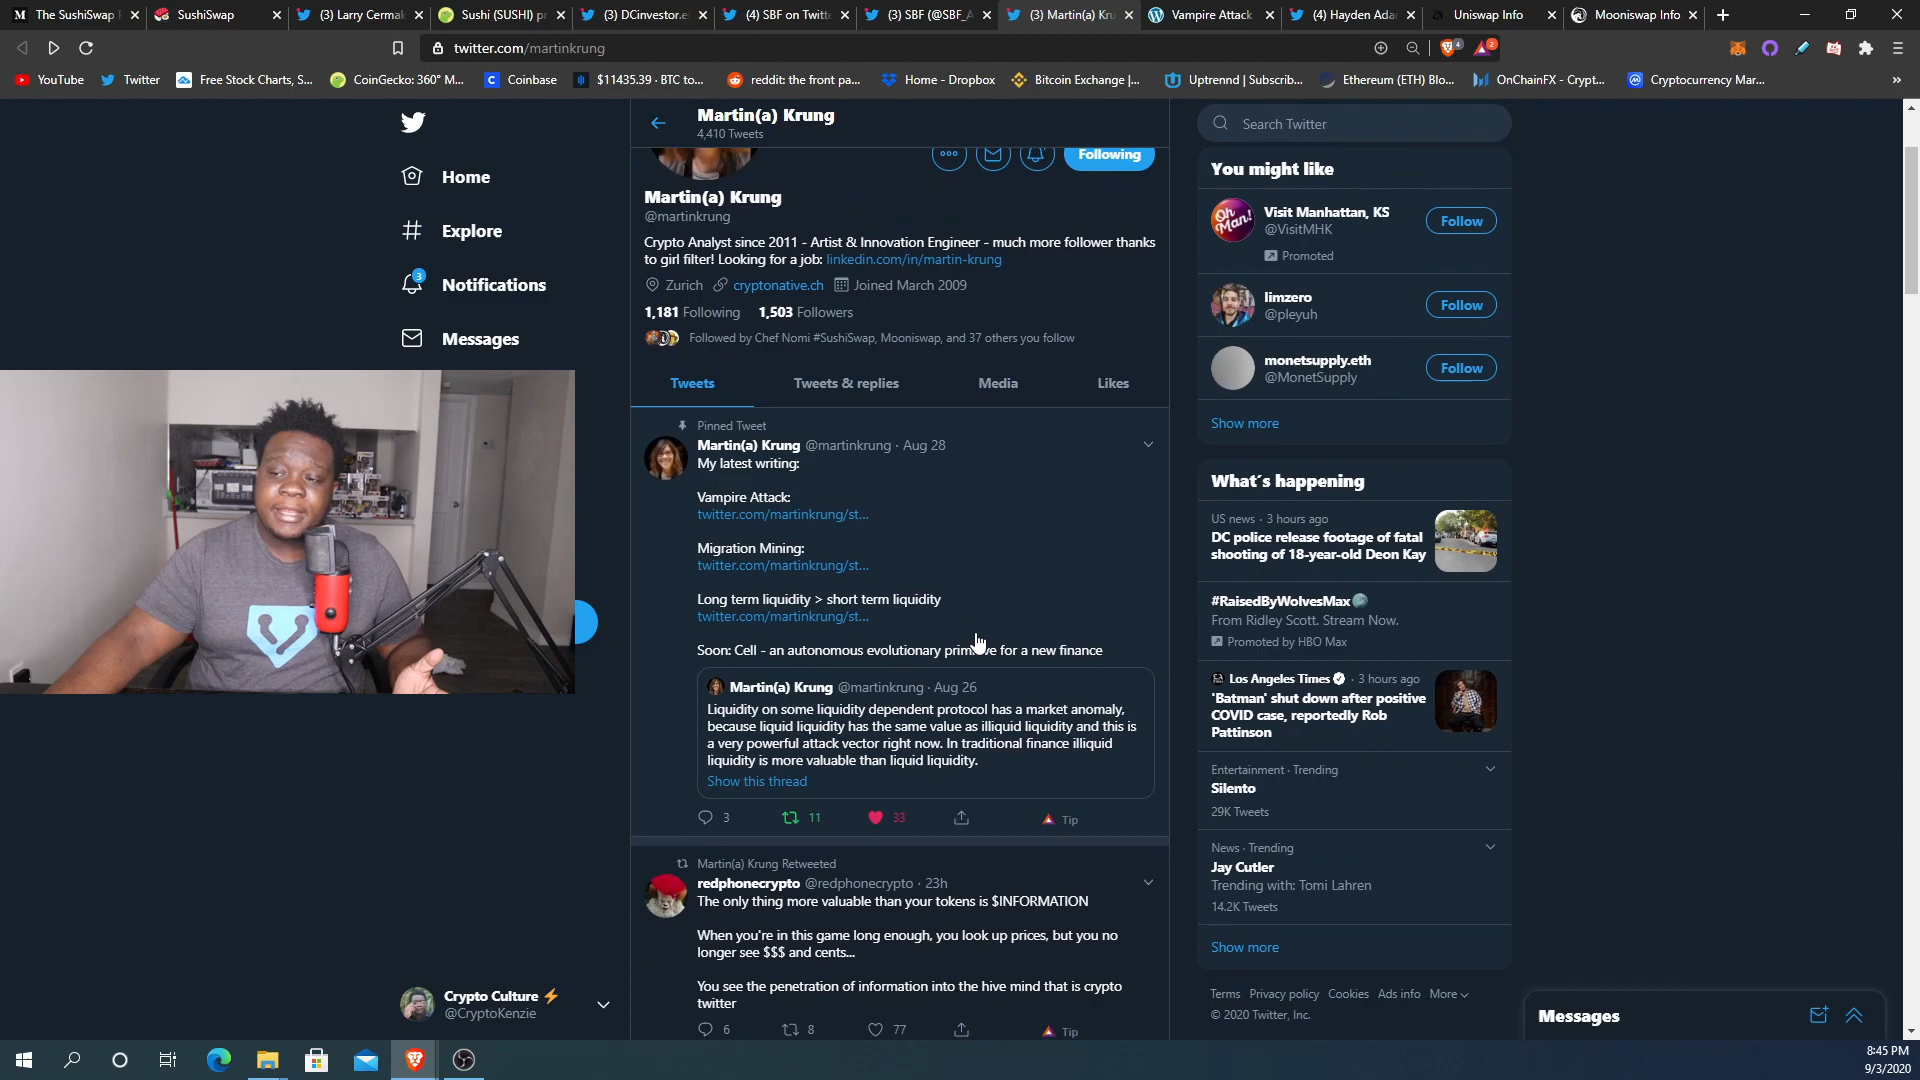 The SushiSwap
SushiSwap
(3) Larry Cermak
Sushi (SUSHI) pr
(3) DCinvestor.e
(4) SBF on Twitt
(3) SBF (@SBF_A
(3) Martin(a) Kru
Vampire Attack
(4) Hayden Ada
Uniswap Info
Mooniswap Info
twitter.com/martinkrung
4
2
YouTube
Twitter
Free Stock Charts, S...
CoinGecko: 360° M...
Coinbase
$11435.39 · BTC to...
reddit: the front pa...
Home - Dropbox
Bitcoin Exchange |...
Uptrennd | Subscrib...
Ethereum (ETH) Blo...
OnChainFX - Crypt...
Cryptocurrency Mar...
»
Home
Explore
3
Notifications
Messages
Crypto Culture ⚡
@CryptoKenzie
Martin(a) Krung
4,410 Tweets
Following
Martin(a) Krung
@martinkrung
Crypto Analyst since 2011 - Artist & Innovation Engineer - much more follower thanks
to girl filter! Looking for a job: linkedin.com/in/martin-krung
Zurich cryptonative.ch Joined March 2009
1,181 Following 1,503 Followers
Followed by Chef Nomi #SushiSwap, Mooniswap, and 37 others you follow
Tweets Tweets & replies Media Likes
Pinned Tweet
Martin(a) Krung @martinkrung · Aug 28
My latest writing:
Vampire Attack:
twitter.com/martinkrung/st...
Migration Mining:
twitter.com/martinkrung/st...
Long term liquidity > short term liquidity
twitter.com/martinkrung/st...
Soon: Cell - an autonomous evolutionary primitive for a new finance
Martin(a) Krung @martinkrung · Aug 26
Liquidity on some liquidity dependent protocol has a market anomaly,
because liquid liquidity has the same value as illiquid liquidity and this is
a very powerful attack vector right now. In traditional finance illiquid
liquidity is more valuable than liquid liquidity.
Show this thread
3 11 33 Tip
Martin(a) Krung Retweeted
redphonecrypto @redphonecrypto · 23h
The only thing more valuable than your tokens is $INFORMATION
When you're in this game long enough, you look up prices, but you no
longer see $$$ and cents...
You see the penetration of information into the hive mind that is crypto
twitter
6 8 77 Tip
Search Twitter
You might like
Oh Man!
Visit Manhattan, KS
@VisitMHK
Follow
Promoted
limzero
@pleyuh
Follow
monetsupply.eth
@MonetSupply
Follow
Show more
What's happening
US news · 3 hours ago
DC police release footage of fatal
shooting of 18-year-old Deon Kay
#RaisedByWolvesMax
From Ridley Scott. Stream Now.
Promoted by HBO Max
Los Angeles Times · 3 hours ago
'Batman' shut down after positive
COVID case, reportedly Rob
Pattinson
Entertainment · Trending
Silento
29K Tweets
News · Trending
Jay Cutler
Trending with: Tomi Lahren
14.2K Tweets
Show more
Terms Privacy policy Cookies Ads info More
© 2020 Twitter, Inc.
Messages
8:45 PM
9/3/2020